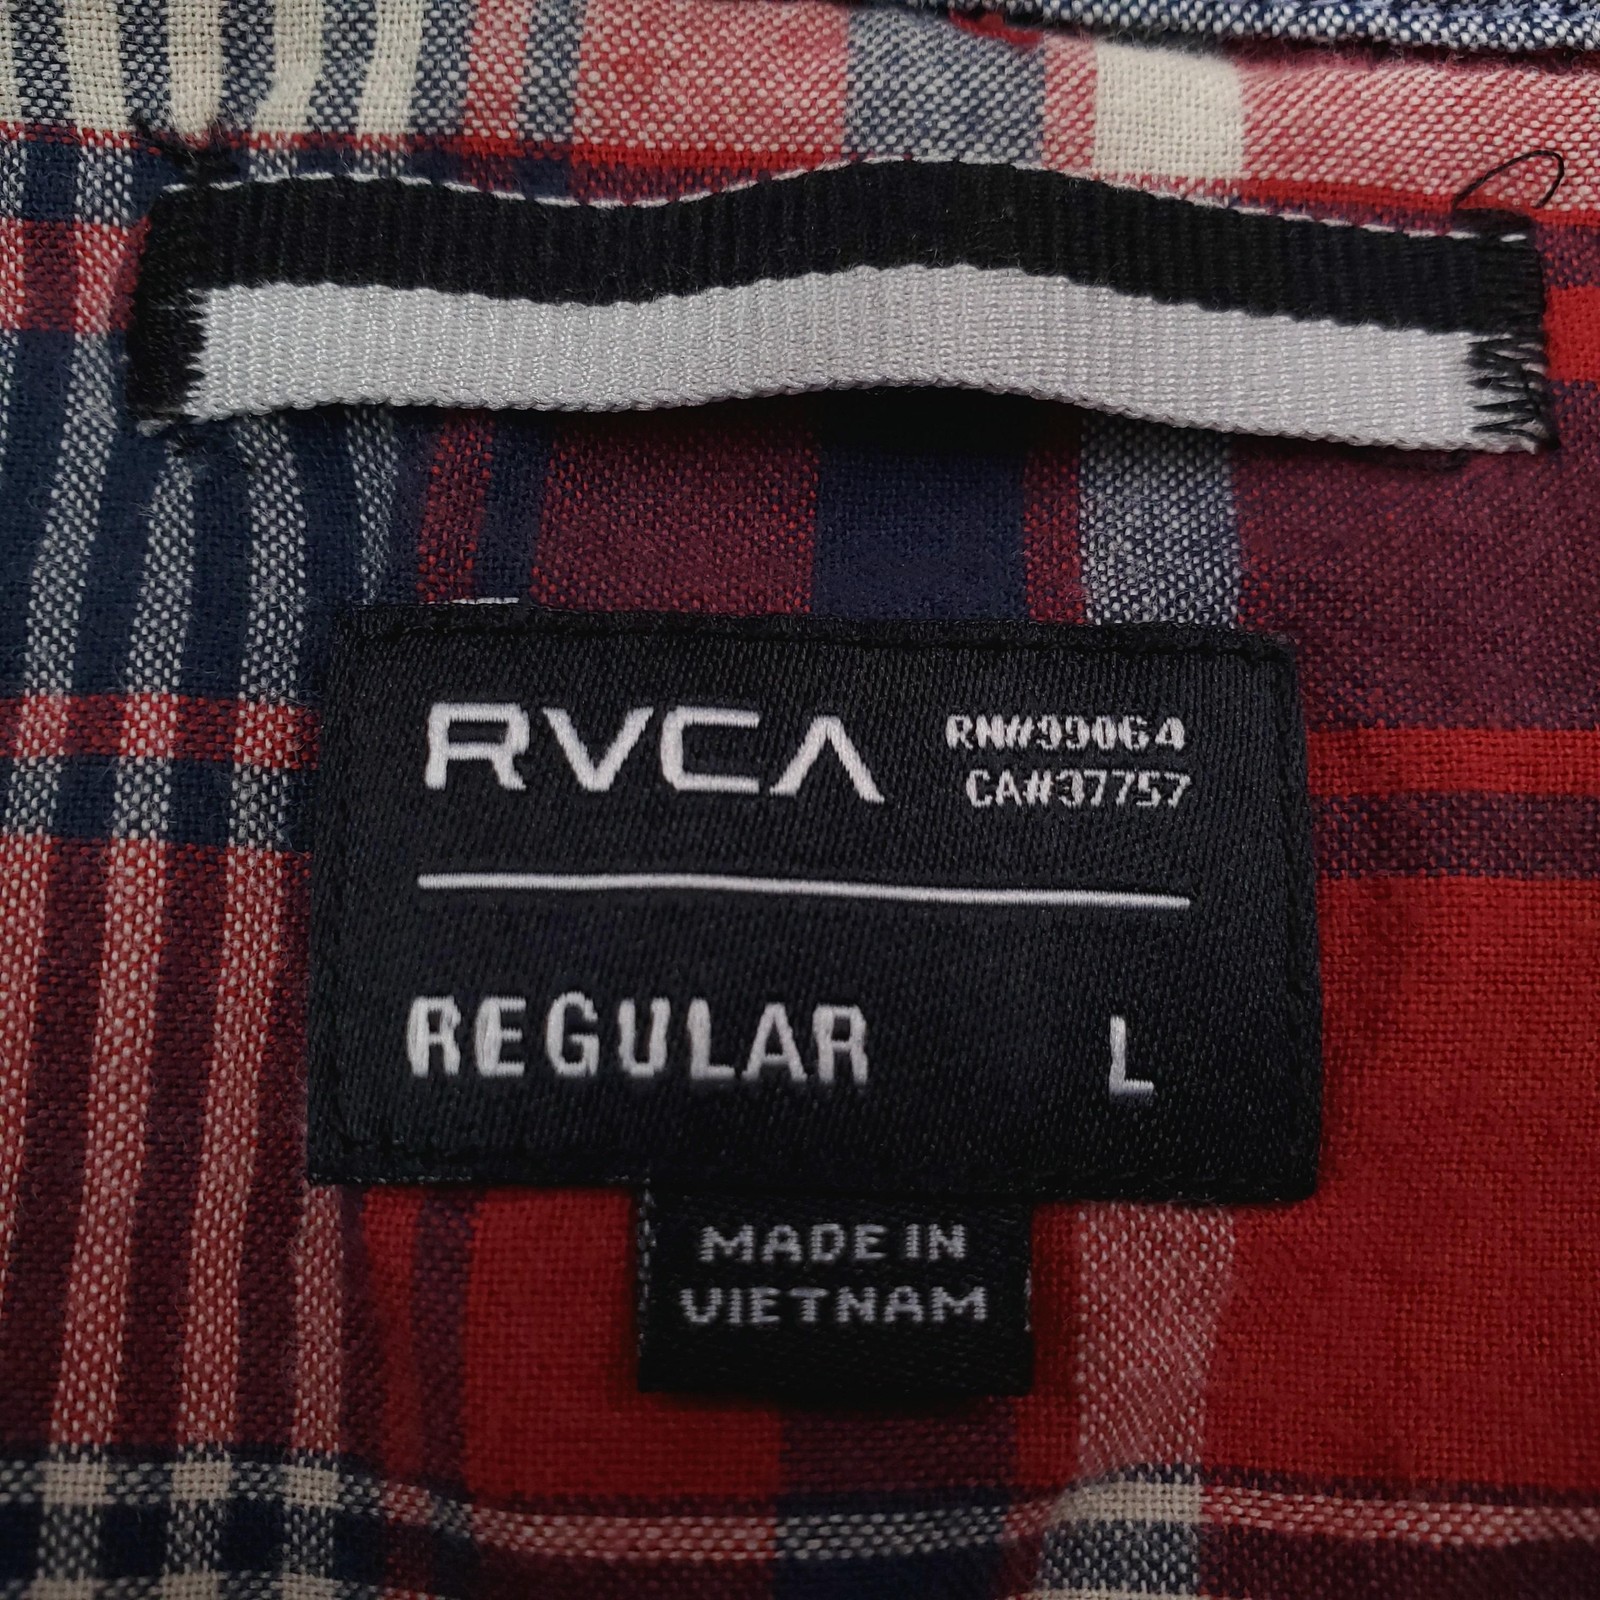 RVCA
RN#99064
CA#37757
REGULAR L
MADE IN
VIETNAM